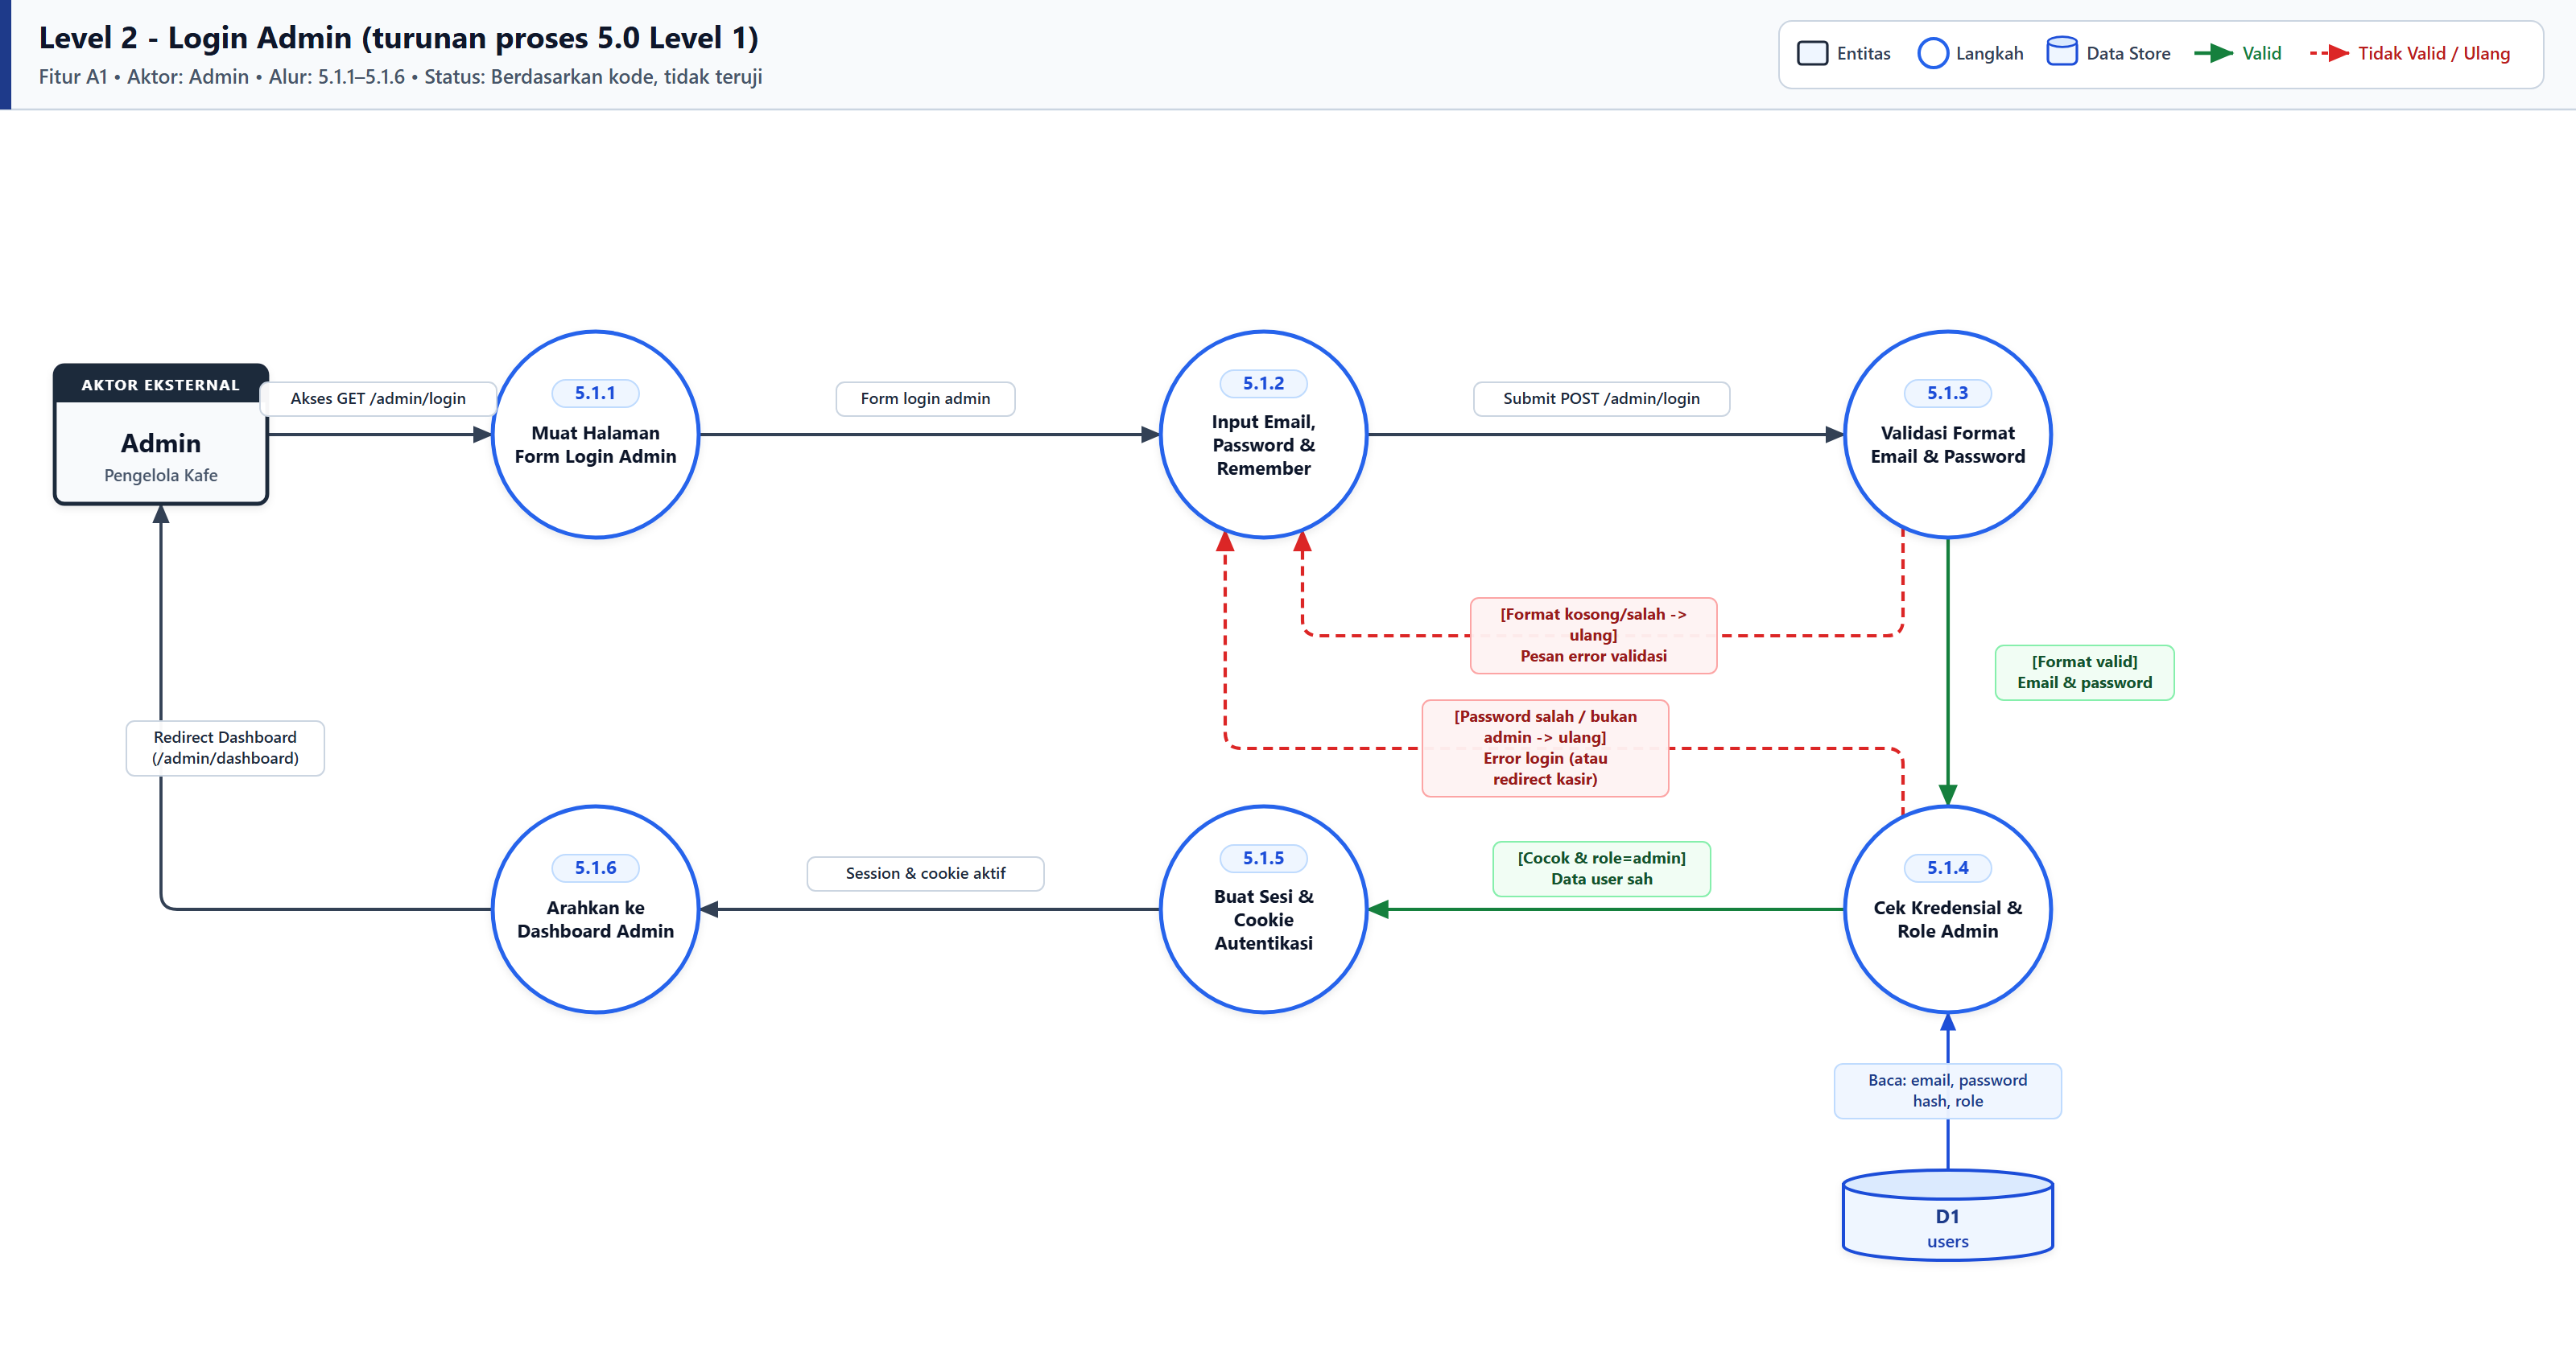 Level 2 - Login Admin (turunan proses 5.0 Level 1)
Fitur A1 • Aktor: Admin • Alur: 5.1.1–5.1.6 • Status: Berdasarkan kode, tidak teruji
Entitas
Langkah
Data Store
Valid
Tidak Valid / Ulang
AKTOR EKSTERNAL
Admin
Pengelola Kafe
Akses GET /admin/login
5.1.1
Muat Halaman
Form Login Admin
Form login admin
5.1.2
Input Email,
Password &
Remember
Submit POST /admin/login
5.1.3
Validasi Format
Email & Password
[Format kosong/salah ->
ulang]
Pesan error validasi
[Format valid]
Email & password
[Password salah / bukan
admin -> ulang]
Error login (atau
redirect kasir)
Redirect Dashboard
(/admin/dashboard)
5.1.6
Arahkan ke
Dashboard Admin
Session & cookie aktif
5.1.5
Buat Sesi &
Cookie
Autentikasi
[Cocok & role=admin]
Data user sah
5.1.4
Cek Kredensial &
Role Admin
Baca: email, password
hash, role
D1
users